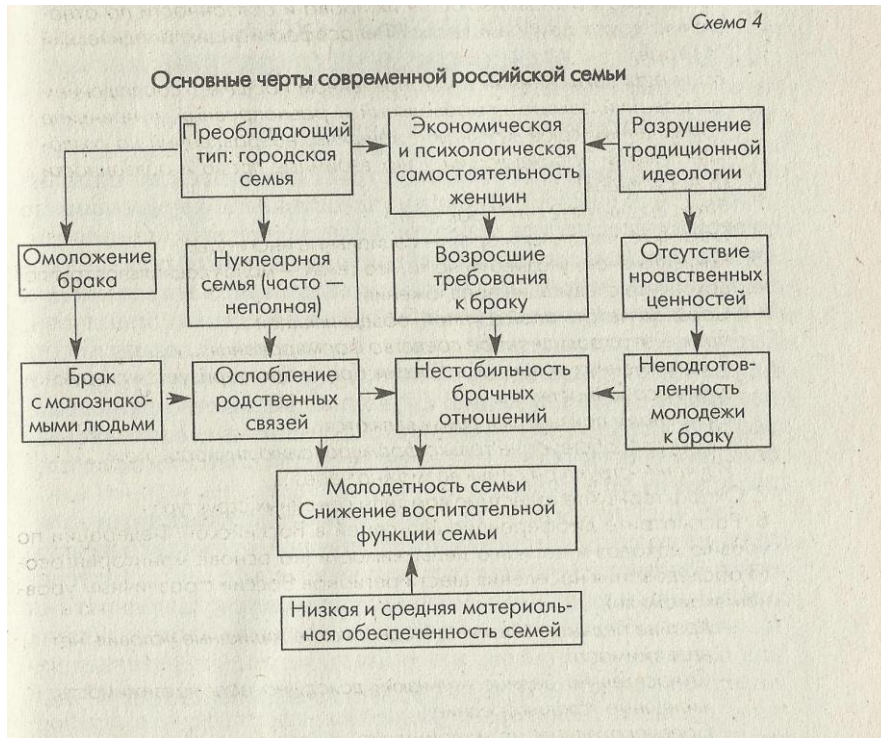 Схема 4
Основные черты современной российской семьи
Преобладающий
тип: городская
семья
Экономическая
и психологическая
самостоятельность
женщин
Разрушение
традиционной
идеологии
Омоложение
брака
Нуклеарная
семья (часто —
неполная)
Возросшие
требования
к браку
Отсутствие
нравственных
ценностей
Брак
с малознако-
мыми людьми
Ослабление
родственных
связей
Нестабильность
брачных
отношений
Неподготов-
ленность
молодежи
к браку
Малодетность семьи
Снижение воспитательной
функции семьи
Низкая и средняя материаль-
ная обеспеченность семей